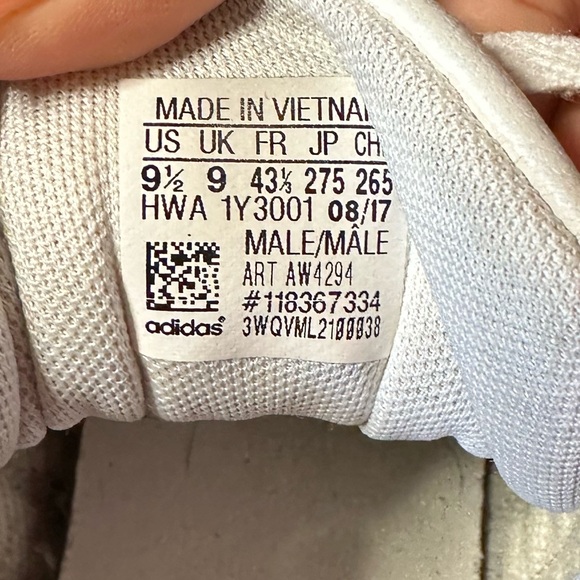 MADE IN VIETNA
US UK FR JP CH
9½ 9 43⅓ 275 265
HWA 1Y3001 08/17
MALE/MÂLE
ART AW4294
#118367334
adidas® 3WQVML2100038